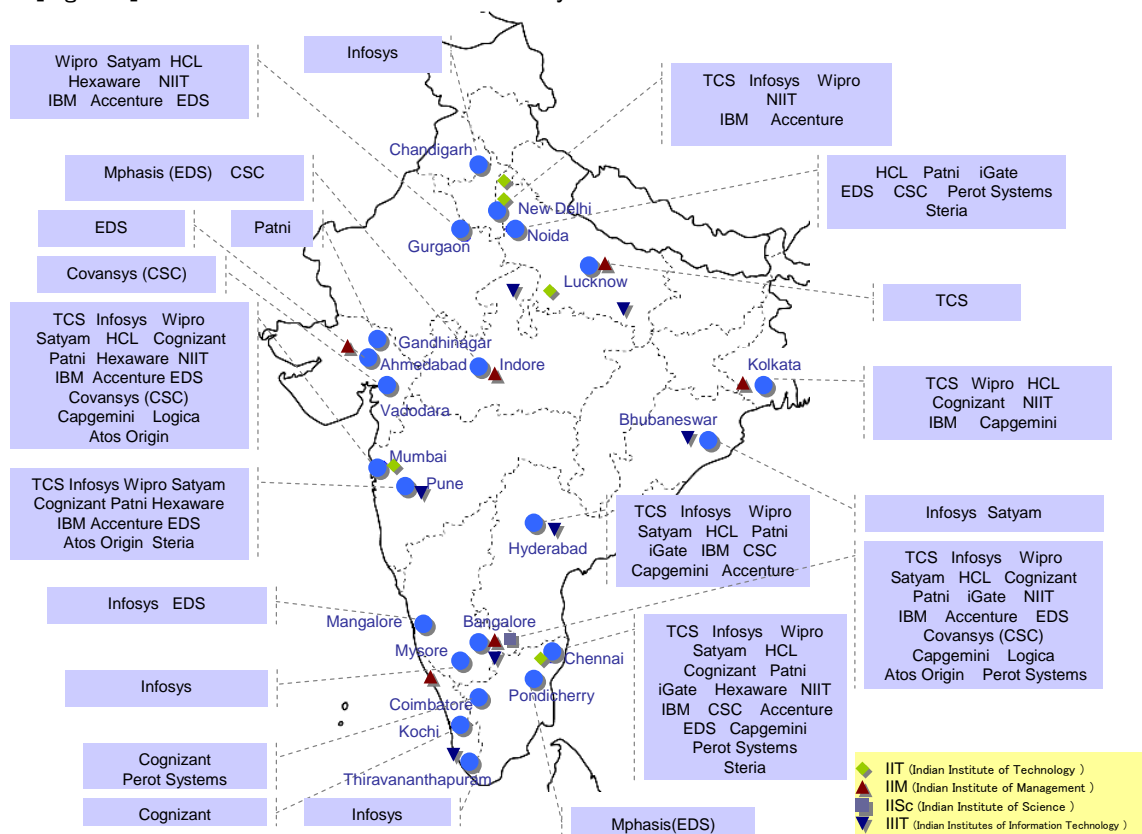 Infosys
Wipro Satyam HCL
Hexaware NIIT
IBM Accenture EDS
TCS Infosys Wipro
NIIT
IBM Accenture
Chandigarh
Mphasis (EDS) CSC
HCL Patni iGate
EDS CSC Perot Systems
Steria
EDS
Patni
New Delhi
Noida
Gurgaon
Covansys (CSC)
Lucknow
TCS
TCS Infosys Wipro
Satyam HCL Cognizant
Patni Hexaware NIIT
IBM Accenture EDS
Covansys (CSC)
Capgemini Logica
Atos Origin
Gandhinagar
Ahmedabad
Indore
Kolkata
Vadodara
TCS Wipro HCL
Cognizant NIIT
IBM Capgemini
Bhubaneswar
Mumbai
Pune
TCS Infosys Wipro Satyam
Cognizant Patni Hexaware
IBM Accenture EDS
Atos Origin Steria
TCS Infosys Wipro
Satyam HCL Patni
iGate IBM CSC
Capgemini Accenture
Infosys Satyam
Hyderabad
TCS Infosys Wipro
Satyam HCL Cognizant
Patni iGate NIIT
IBM Accenture EDS
Covansys (CSC)
Capgemini Logica
Atos Origin Perot Systems
Infosys EDS
Mangalore
Bangalore
Mysore
Chennai
TCS Infosys Wipro
Satyam HCL
Cognizant Patni
iGate Hexaware NIIT
IBM CSC Accenture
EDS Capgemini
Perot Systems
Steria
Infosys
Pondicherry
Coimbatore
Kochi
Cognizant
Perot Systems
Thiravananthapuram
Cognizant
Infosys
Mphasis(EDS)
IIT (Indian Institute of Technology )
IIM (Indian Institute of Management )
IISc (Indian Institute of Science )
IIIT (Indian Institutes of Information Technology )